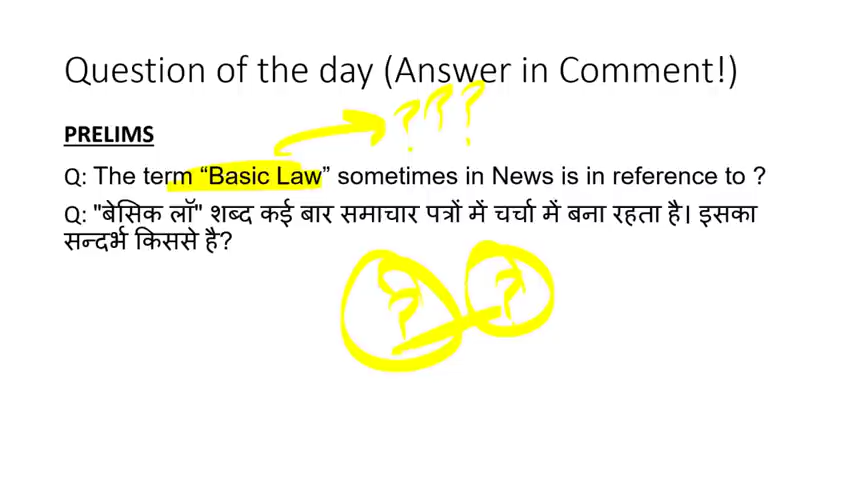 Question of the day (Answer in Comment!)
???
PRELIMS
Q: The term “Basic Law” sometimes in News is in reference to ?
Q: "बेसिक लॉ" शब्द कई बार समाचार पत्रों में चर्चा में बना रहता है। इसका
सन्दर्भ किससे है?
? ?